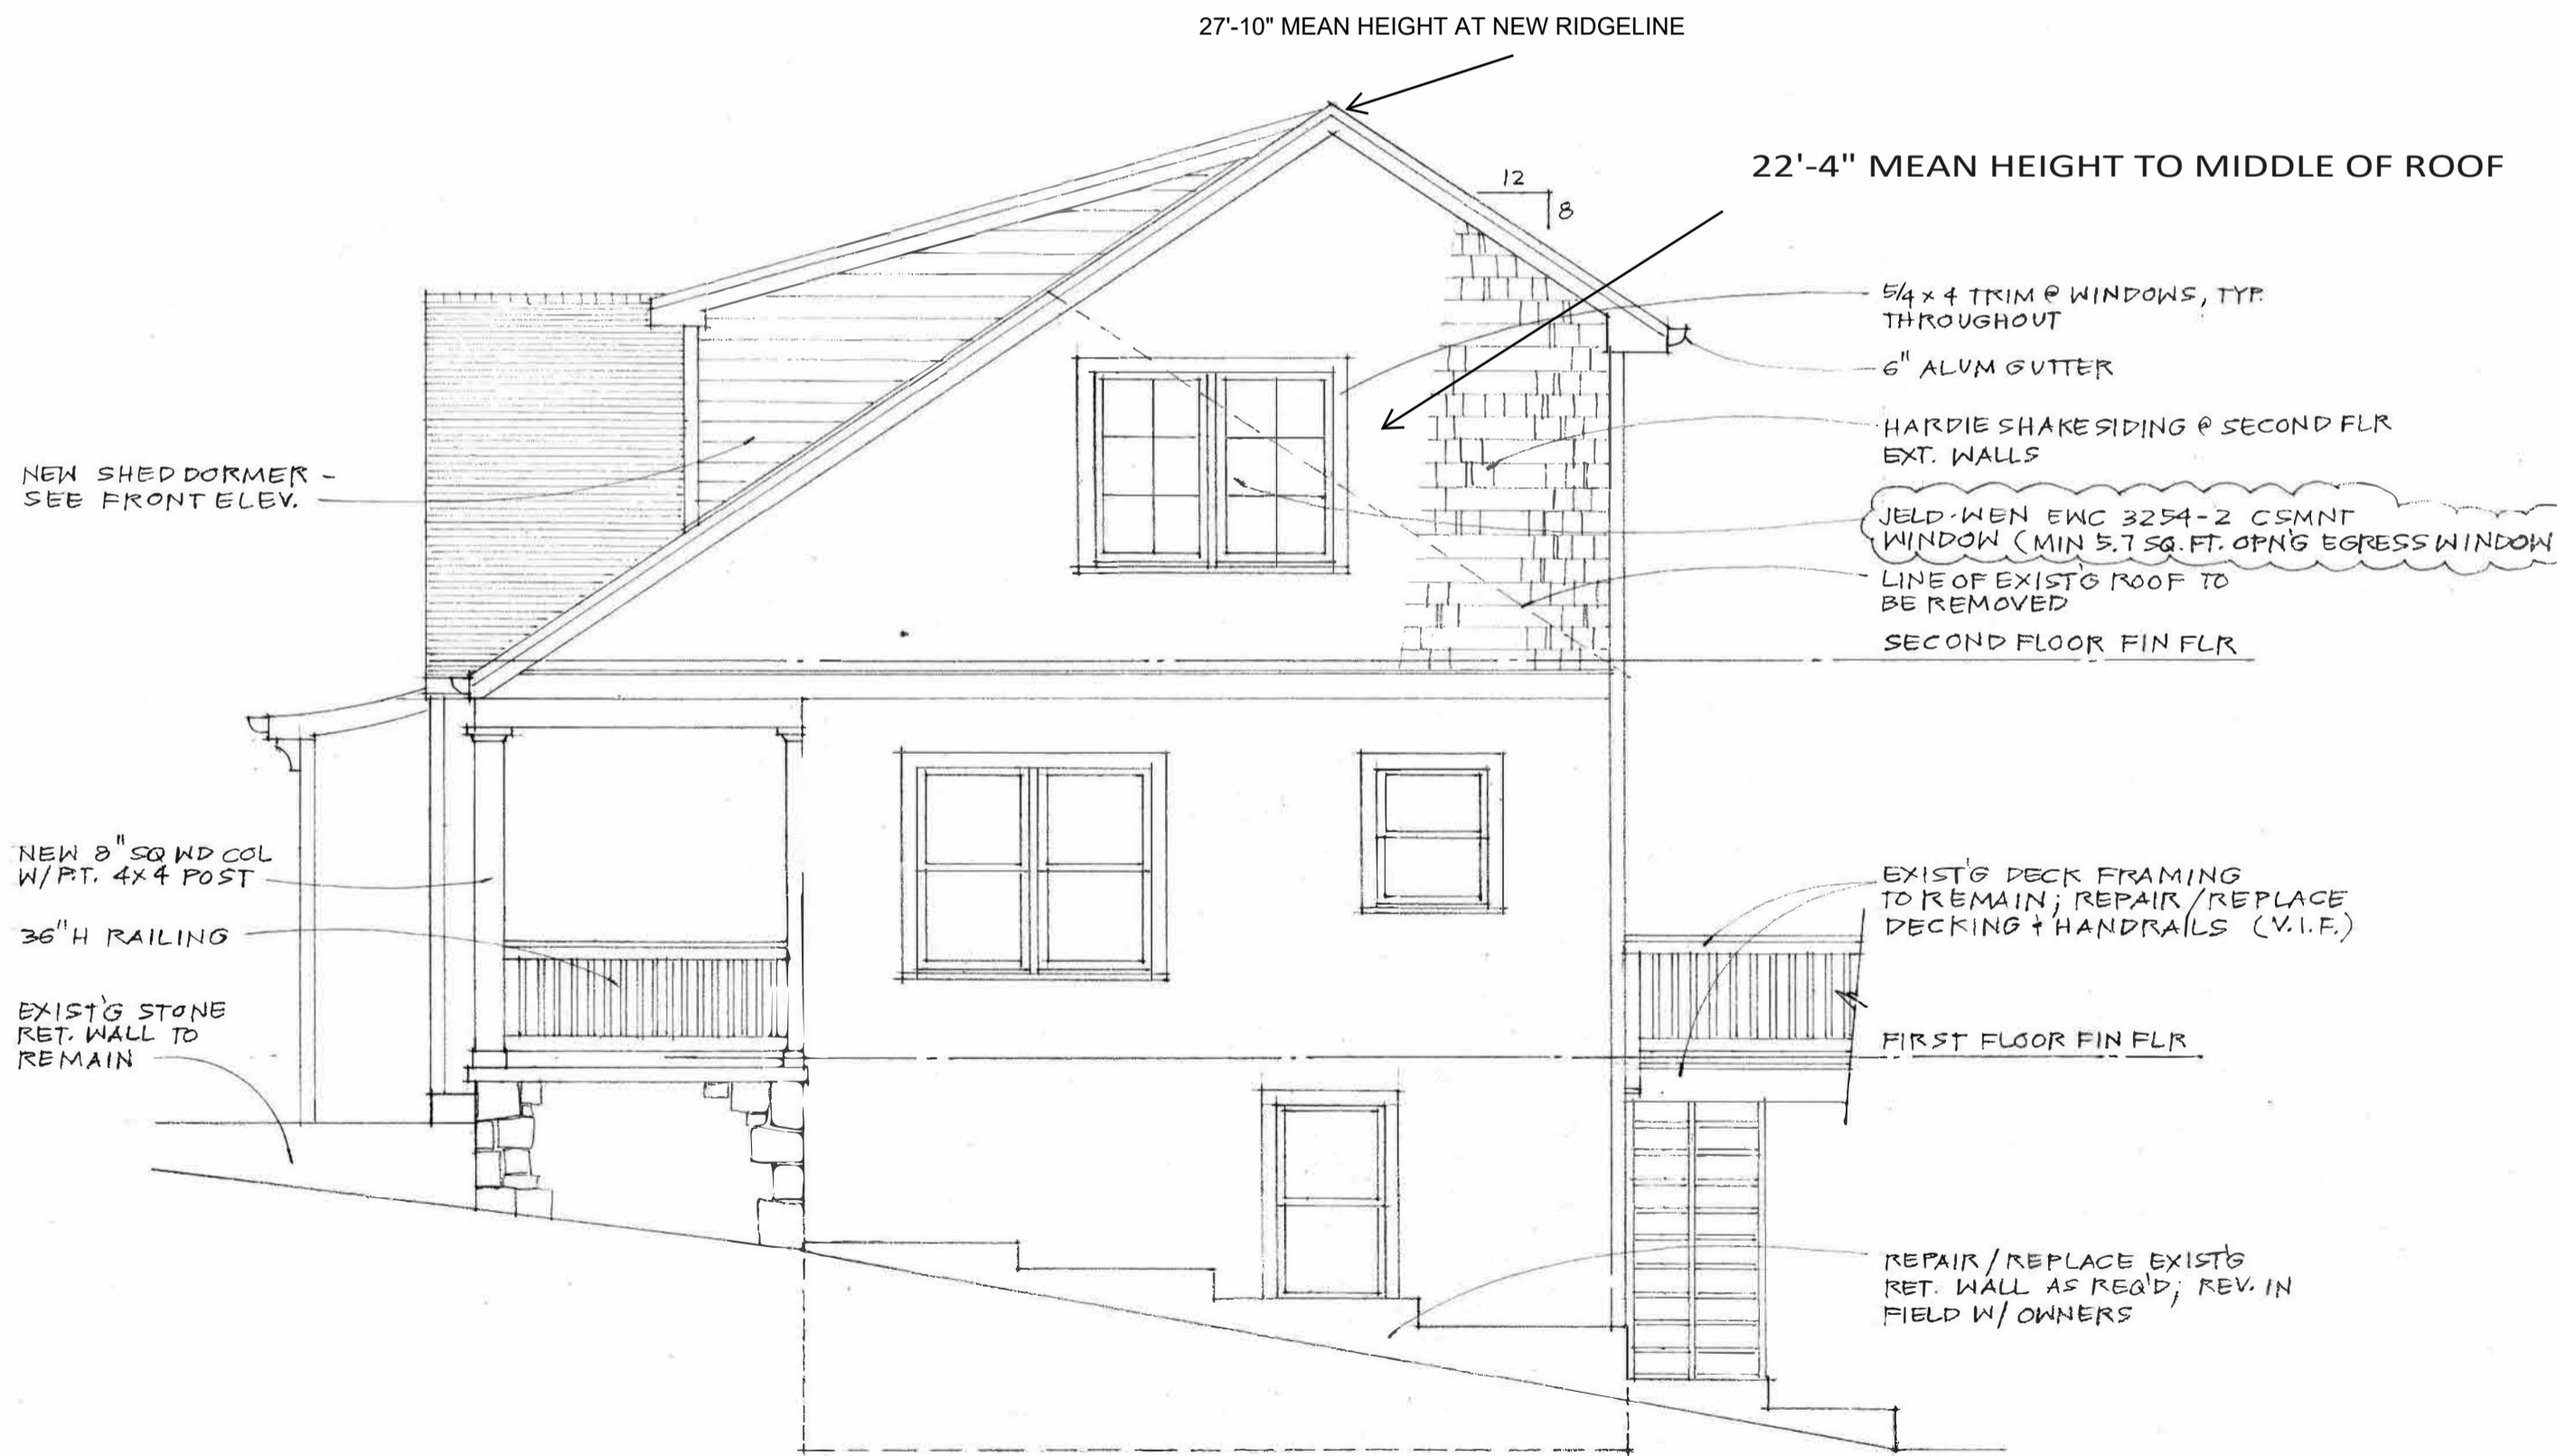 27'-10" MEAN HEIGHT AT NEW RIDGELINE
22'-4" MEAN HEIGHT TO MIDDLE OF ROOF
12
8
5/4 x 4 TRIM @ WINDOWS, TYP.
THROUGHOUT
6" ALUM GUTTER
HARDIE SHAKE SIDING @ SECOND FLR
EXT. WALLS
JELD-WEN EWC 3254-2 CSMNT
WINDOW (MIN 5.7 SQ. FT. OPN'G EGRESS WINDOW
LINE OF EXIST'G ROOF TO
BE REMOVED
SECOND FLOOR FIN FLR
NEW SHED DORMER -
SEE FRONT ELEV.
NEW 8" SQ WD COL
W/ P.T. 4x4 POST
36" H RAILING
EXIST'G STONE
RET. WALL TO
REMAIN
EXIST'G DECK FRAMING
TO REMAIN; REPAIR/REPLACE
DECKING + HANDRAILS (V.I.F.)
FIRST FLOOR FIN FLR
REPAIR/REPLACE EXIST'G
RET. WALL AS REQ'D; REV. IN
FIELD W/ OWNERS